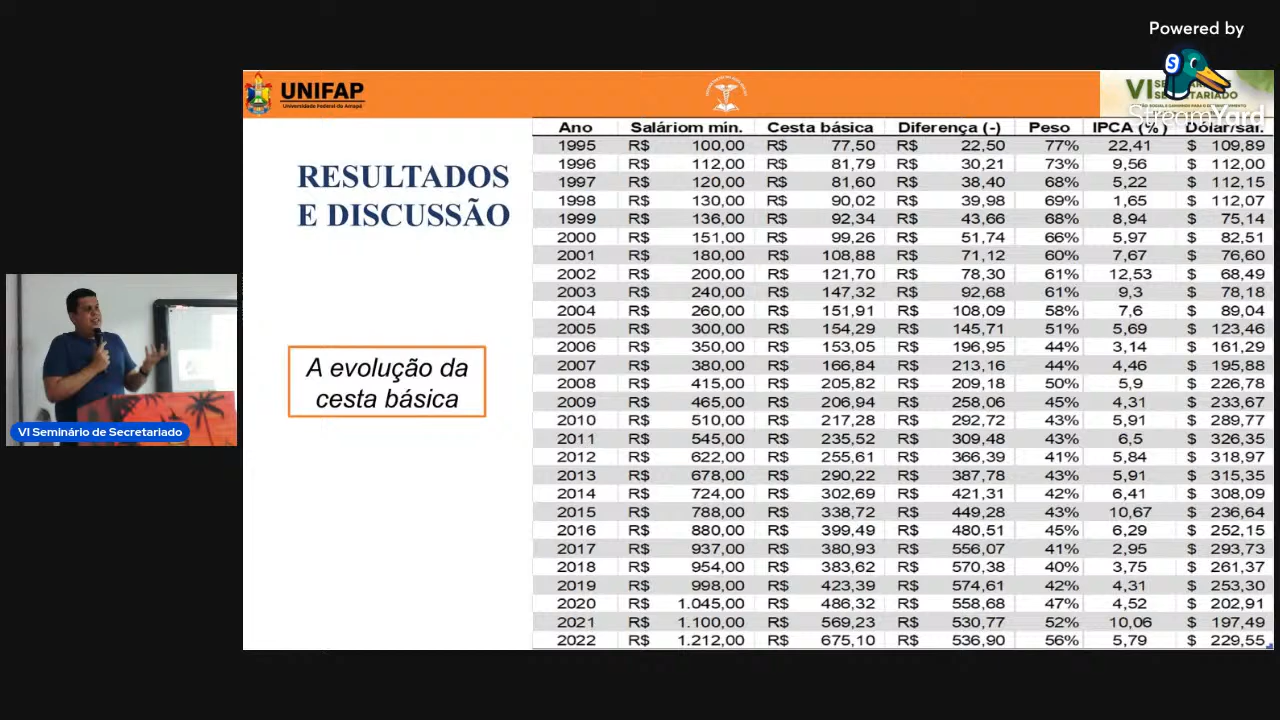 Powered by
StreamYard
UNIFAP
Universidade Federal do Amapá
VI
RESULTADOS
E DISCUSSÃO
A evolução da
cesta básica
VI Seminário de Secretariado
Ano Saláriom min. Cesta básica Diferença (-) Peso IPCA (%) Dólar/sal.
1995 R$ 100,00 R$ 77,50 R$ 22,50 77% 22,41 $ 109,89
1996 R$ 112,00 R$ 81,79 R$ 30,21 73% 9,56 $ 112,00
1997 R$ 120,00 R$ 81,60 R$ 38,40 68% 5,22 $ 112,15
1998 R$ 130,00 R$ 90,02 R$ 39,98 69% 1,65 $ 112,07
1999 R$ 136,00 R$ 92,34 R$ 43,66 68% 8,94 $ 75,14
2000 R$ 151,00 R$ 99,26 R$ 51,74 66% 5,97 $ 82,51
2001 R$ 180,00 R$ 108,88 R$ 71,12 60% 7,67 $ 76,60
2002 R$ 200,00 R$ 121,70 R$ 78,30 61% 12,53 $ 68,49
2003 R$ 240,00 R$ 147,32 R$ 92,68 61% 9,3 $ 78,18
2004 R$ 260,00 R$ 151,91 R$ 108,09 58% 7,6 $ 89,04
2005 R$ 300,00 R$ 154,29 R$ 145,71 51% 5,69 $ 123,46
2006 R$ 350,00 R$ 153,05 R$ 196,95 44% 3,14 $ 161,29
2007 R$ 380,00 R$ 166,84 R$ 213,16 44% 4,46 $ 195,88
2008 R$ 415,00 R$ 205,82 R$ 209,18 50% 5,9 $ 226,78
2009 R$ 465,00 R$ 206,94 R$ 258,06 45% 4,31 $ 233,67
2010 R$ 510,00 R$ 217,28 R$ 292,72 43% 5,91 $ 289,77
2011 R$ 545,00 R$ 235,52 R$ 309,48 43% 6,5 $ 326,35
2012 R$ 622,00 R$ 255,61 R$ 366,39 41% 5,84 $ 318,97
2013 R$ 678,00 R$ 290,22 R$ 387,78 43% 5,91 $ 315,35
2014 R$ 724,00 R$ 302,69 R$ 421,31 42% 6,41 $ 308,09
2015 R$ 788,00 R$ 338,72 R$ 449,28 43% 10,67 $ 236,64
2016 R$ 880,00 R$ 399,49 R$ 480,51 45% 6,29 $ 252,15
2017 R$ 937,00 R$ 380,93 R$ 556,07 41% 2,95 $ 293,73
2018 R$ 954,00 R$ 383,62 R$ 570,38 40% 3,75 $ 261,37
2019 R$ 998,00 R$ 423,39 R$ 574,61 42% 4,31 $ 253,30
2020 R$ 1.045,00 R$ 486,32 R$ 558,68 47% 4,52 $ 202,91
2021 R$ 1.100,00 R$ 569,23 R$ 530,77 52% 10,06 $ 197,49
2022 R$ 1.212,00 R$ 675,10 R$ 536,90 56% 5,79 $ 229,55